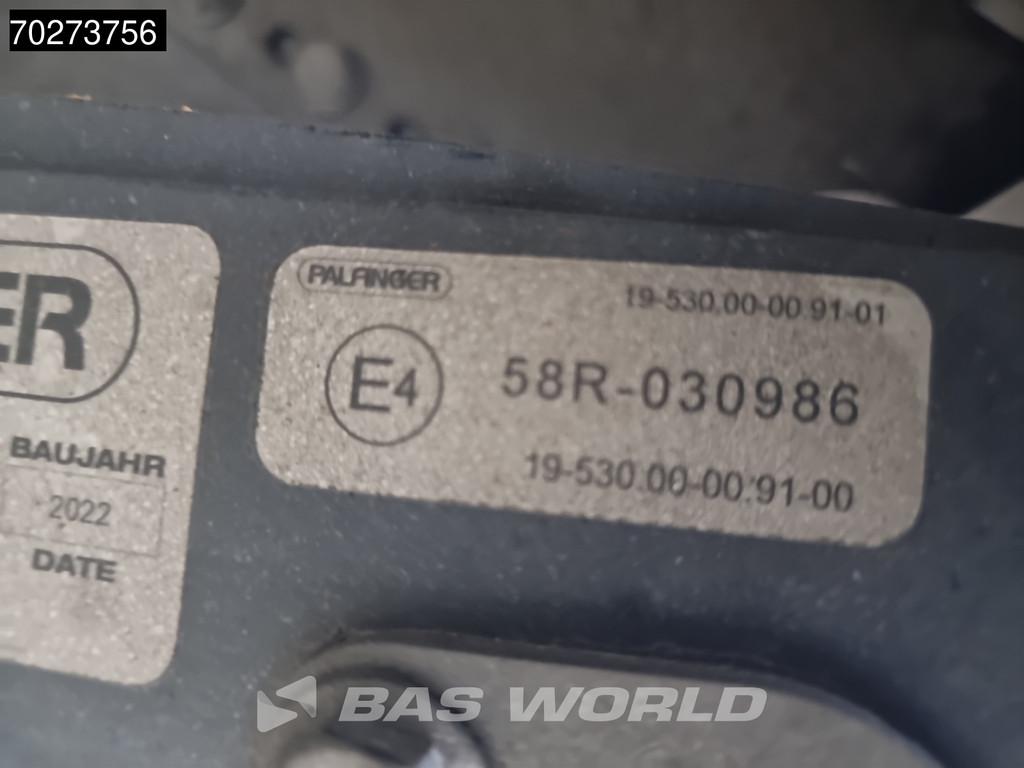 70273756
ER
BAUJAHR
2022
DATE
PALFINGER
19-530.00-00.91-01
E4
58R-030986
19-530.00-00.91-00
BAS WORLD